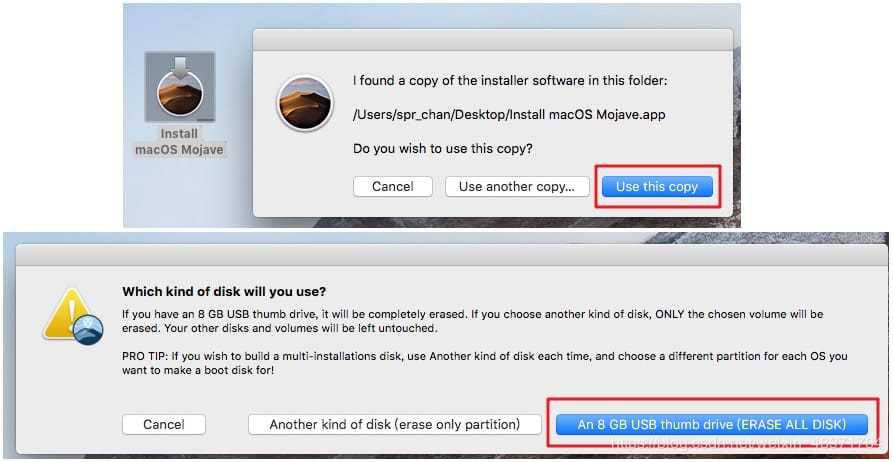 Install
macOS Mojave
I found a copy of the installer software in this folder:
/Users/spr_chan/Desktop/Install macOS Mojave.app
Do you wish to use this copy?
Cancel
Use another copy...
Use this copy
Which kind of disk will you use?
If you have an 8 GB USB thumb drive, it will be completely erased. If you choose another kind of disk, ONLY the chosen volume will be
erased. Your other disks and volumes will be left untouched.
PRO TIP: If you wish to build a multi-installations disk, use Another kind of disk each time, and choose a different partition for each OS you
want to make a boot disk for!
Cancel
Another kind of disk (erase only partition)
An 8 GB USB thumb drive (ERASE ALL DISK)